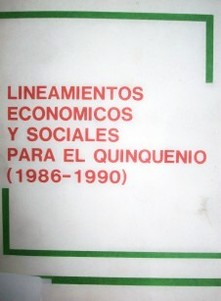 LINEAMIENTOS
ECONOMICOS
Y SOCIALES
PARA EL QUINQUENIO
(1986-1990)